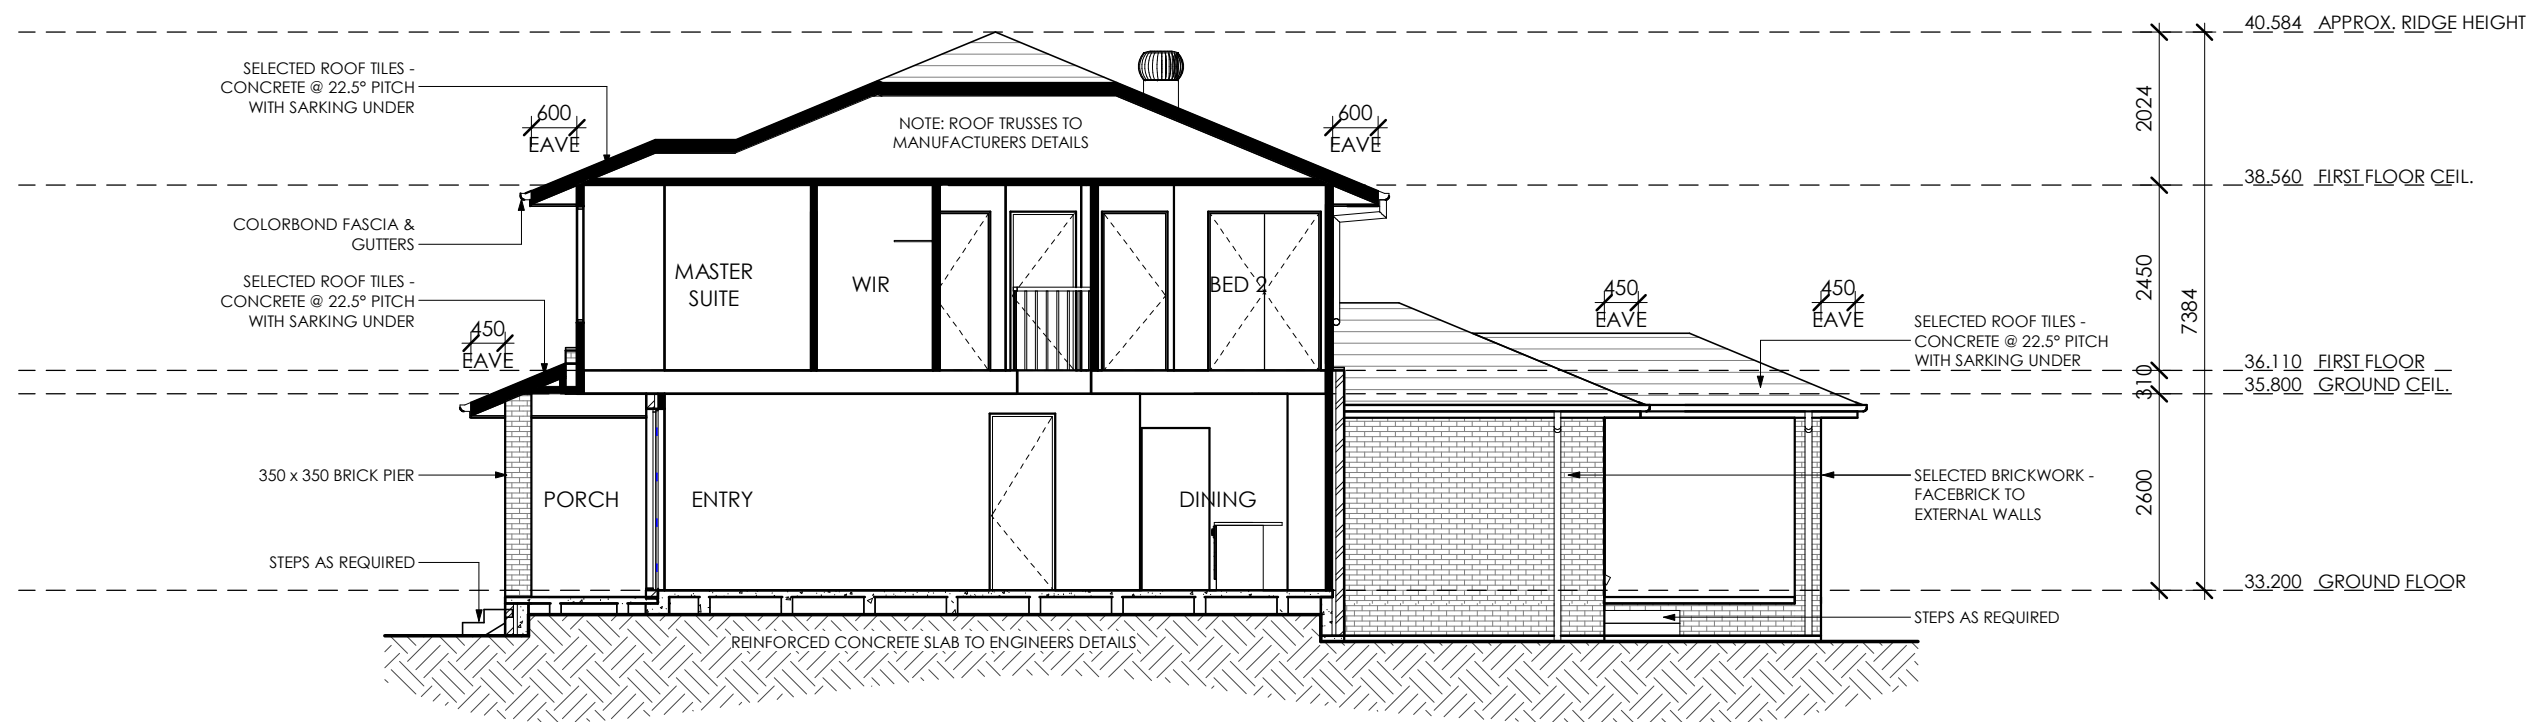 40.584 APPROX. RIDGE HEIGHT
SELECTED ROOF TILES -
CONCRETE @ 22.5° PITCH
WITH SARKING UNDER
600
EAVE
NOTE: ROOF TRUSSES TO
MANUFACTURERS DETAILS
600
EAVE
2024
38.560 FIRST FLOOR CEIL.
COLORBOND FASCIA &
GUTTERS
SELECTED ROOF TILES -
CONCRETE @ 22.5° PITCH
WITH SARKING UNDER
450
EAVE
MASTER
SUITE
WIR
BED 2
450
EAVE
450
EAVE
SELECTED ROOF TILES -
CONCRETE @ 22.5° PITCH
WITH SARKING UNDER
2450
7384
36.110 FIRST FLOOR
310
35.800 GROUND CEIL.
350 x 350 BRICK PIER
PORCH
ENTRY
DINING
SELECTED BRICKWORK -
FACEBRICK TO
EXTERNAL WALLS
2600
STEPS AS REQUIRED
33.200 GROUND FLOOR
STEPS AS REQUIRED
REINFORCED CONCRETE SLAB TO ENGINEERS DETAILS